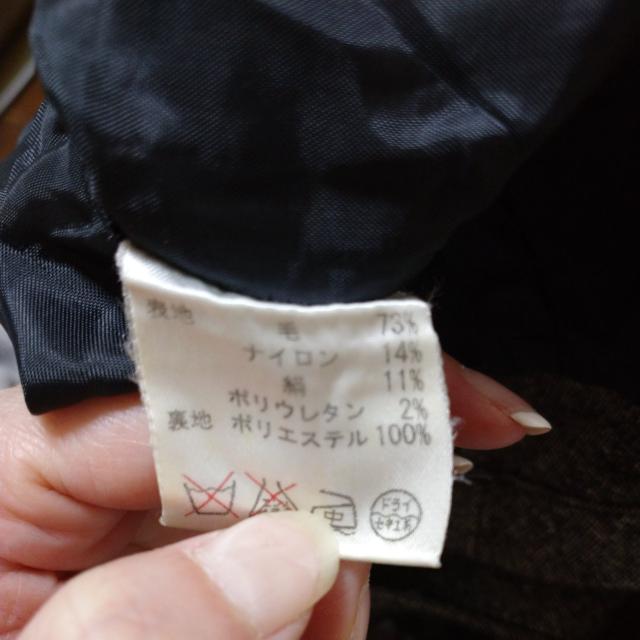 表地 毛 73%
ナイロン 14%
絹 11%
ポリウレタン 2%
裏地 ポリエステル 100%
ドライ
セキユ系